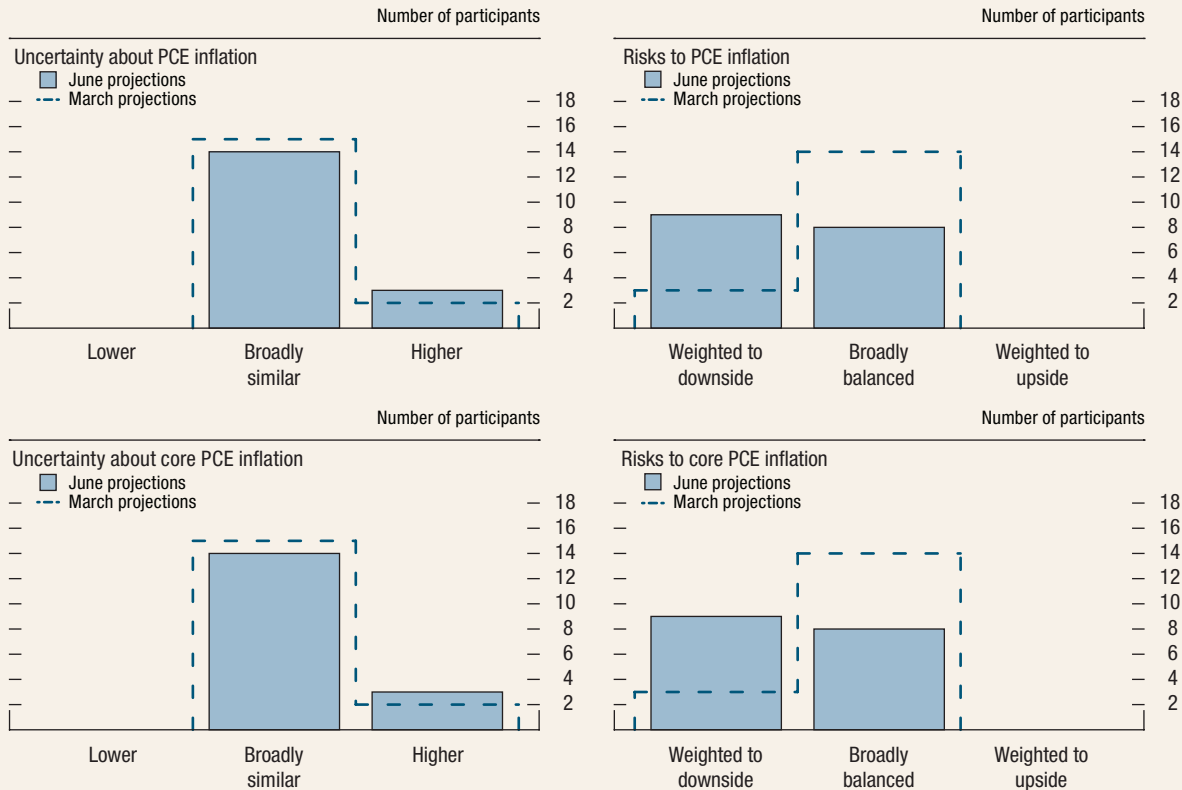 Number of participants
Uncertainty about PCE inflation
June projections
March projections
18
16
14
12
10
8
6
4
2
Lower
Broadly
similar
Higher
Number of participants
Risks to PCE inflation
June projections
March projections
18
16
14
12
10
8
6
4
2
Weighted to
downside
Broadly
balanced
Weighted to
upside
Number of participants
Uncertainty about core PCE inflation
June projections
March projections
18
16
14
12
10
8
6
4
2
Lower
Broadly
similar
Higher
Number of participants
Risks to core PCE inflation
June projections
March projections
18
16
14
12
10
8
6
4
2
Weighted to
downside
Broadly
balanced
Weighted to
upside